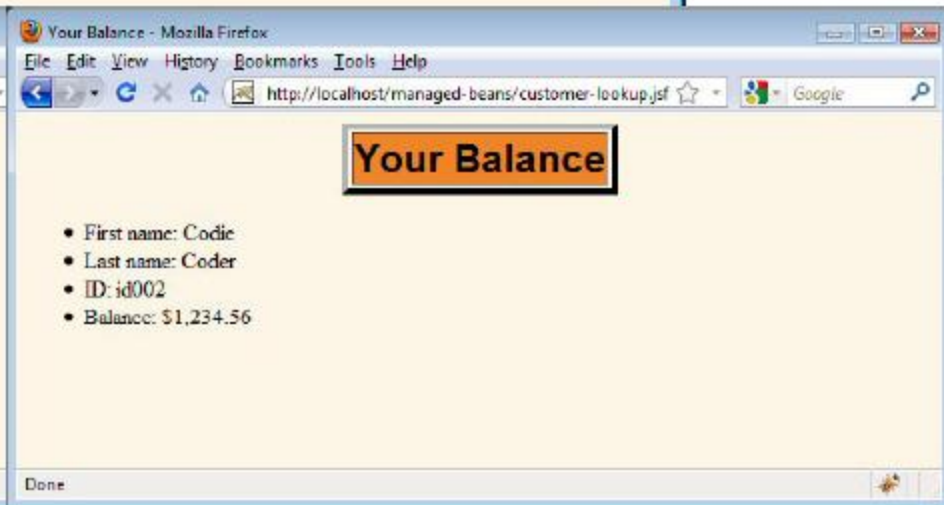 Your Balance - Mozilla Firefox
File Edit View History Bookmarks Tools Help
http://localhost/managed-beans/customer-lookup.jsf
Google
Your Balance
• First name: Codie
• Last name: Coder
• ID: id002
• Balance: $1,234.56
Done